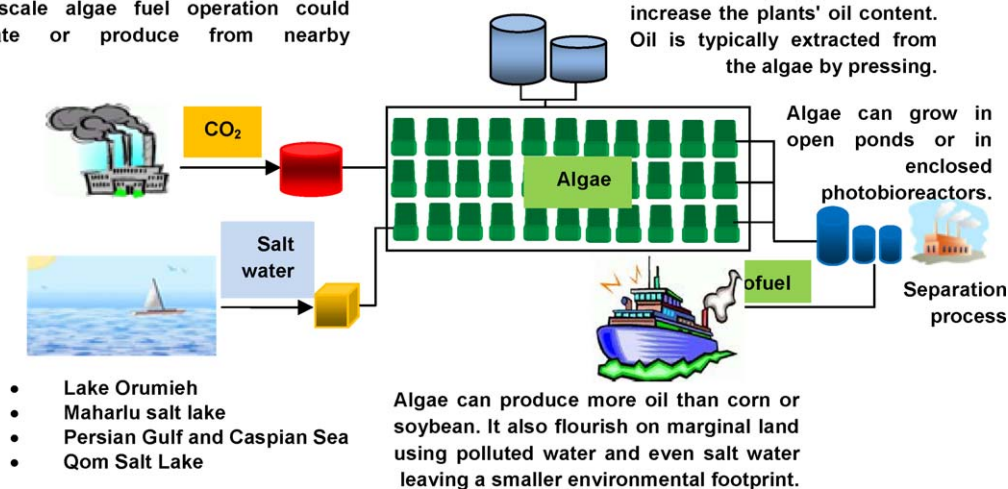 scale algae fuel operation could
or produce from nearby
increase the plants' oil content.
Oil is typically extracted from
the algae by pressing.
CO₂
Algae can grow in
open ponds or in
enclosed
photobioreactors.
Algae
Salt
water
ofuel
Separation
process
• Lake Orumieh
• Maharlu salt lake
• Persian Gulf and Caspian Sea
• Qom Salt Lake
Algae can produce more oil than corn or
soybean. It also flourish on marginal land
using polluted water and even salt water
leaving a smaller environmental footprint.